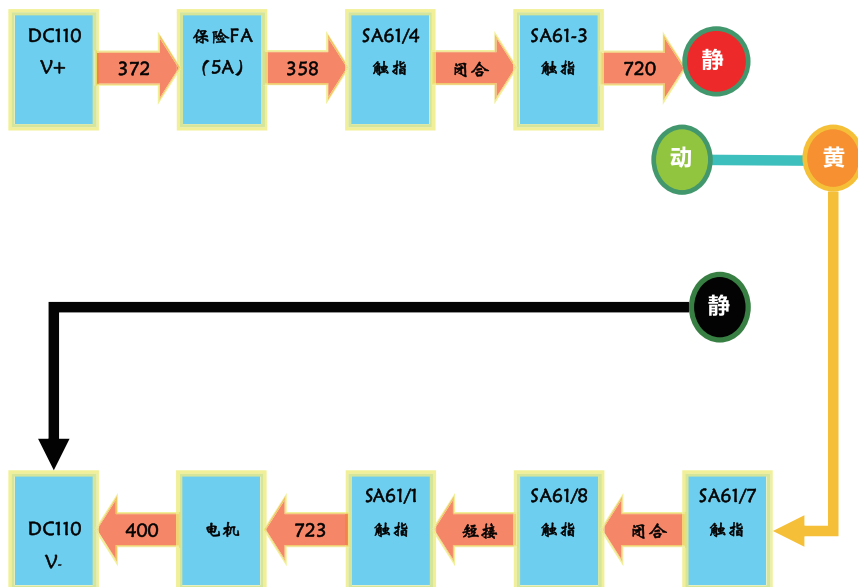 DC110
V+
372
保险FA
(5A)
358
SA61/4
触指
闭合
SA61-3
触指
720
静
动
黄
静
DC110
V-
400
电机
723
SA61/1
触指
短接
SA61/8
触指
闭合
SA61/7
触指